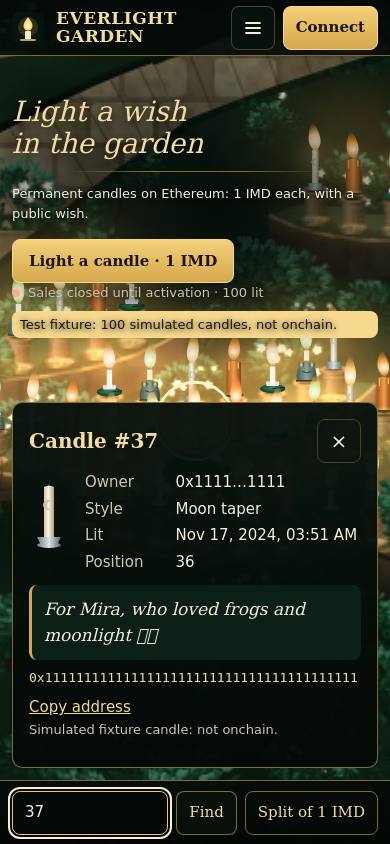 EVERLIGHT
GARDEN
Connect
Light a wish
in the garden
Permanent candles on Ethereum: 1 IMD each, with a
public wish.
Light a candle · 1 IMD
Sales closed until activation · 100 lit
Test fixture: 100 simulated candles, not onchain.
Candle #37
×
Owner 0x1111…1111
Style Moon taper
Lit Nov 17, 2024, 03:51 AM
Position 36
For Mira, who loved frogs and
moonlight
0x1111111111111111111111111111111111111111
Copy address
Simulated fixture candle: not onchain.
37
Find
Split of 1 IMD